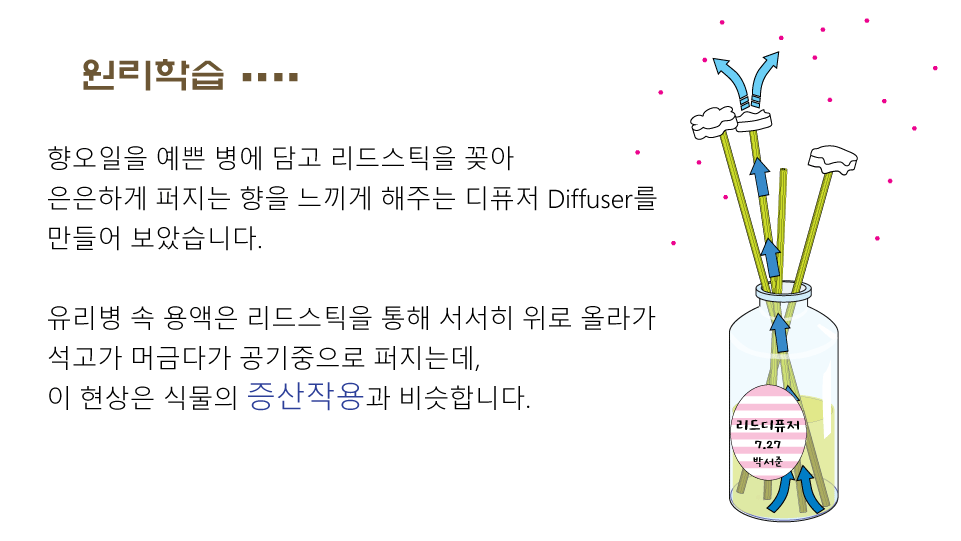 원리학습 ▪▪▪▪
향오일을 예쁜 병에 담고 리드스틱을 꽂아
은은하게 퍼지는 향을 느끼게 해주는 디퓨저 Diffuser를
만들어 보았습니다.
유리병 속 용액은 리드스틱을 통해 서서히 위로 올라가
석고가 머금다가 공기중으로 퍼지는데,
이 현상은 식물의 증산작용과 비슷합니다.
리드디퓨저
7.27
박서준